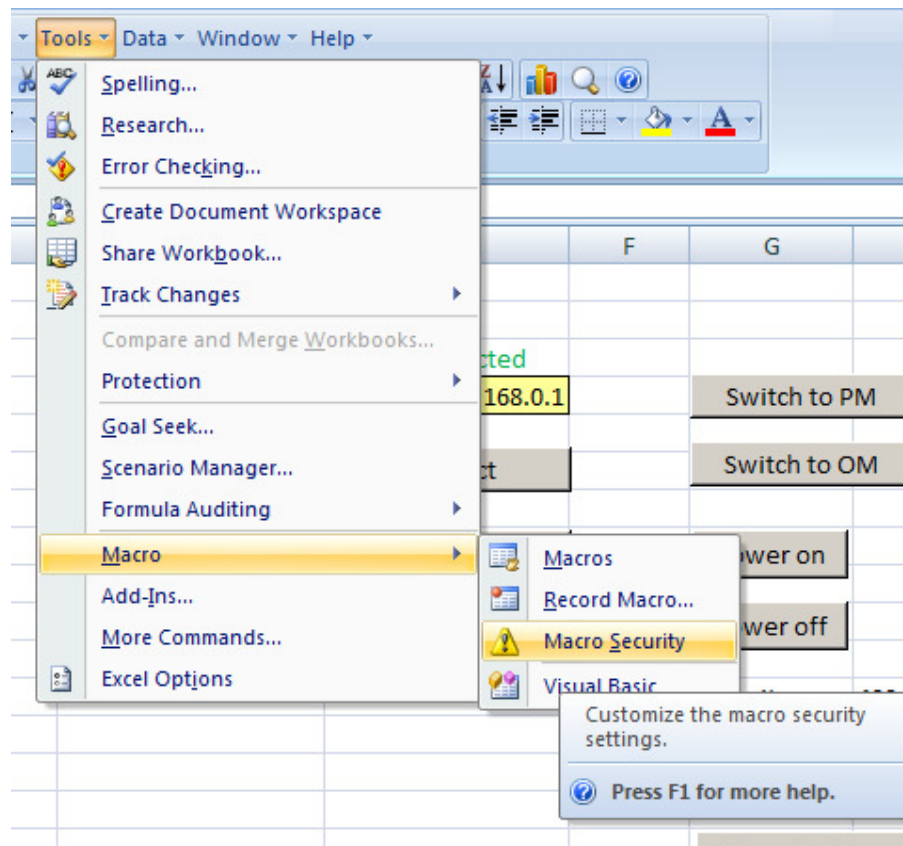 Tools Data Window Help
ABC
Spelling...
Research...
Error Checking...
Create Document Workspace
Share Workbook...
F G
Track Changes
Compare and Merge Workbooks...
cted
Protection
168.0.1
Switch to PM
Goal Seek...
Scenario Manager...
ct
Switch to OM
Formula Auditing
Macro
Macros
wer on
Add-Ins...
Record Macro...
More Commands...
Macro Security
wer off
Excel Options
Visual Basic
Customize the macro security
settings.
Press F1 for more help.